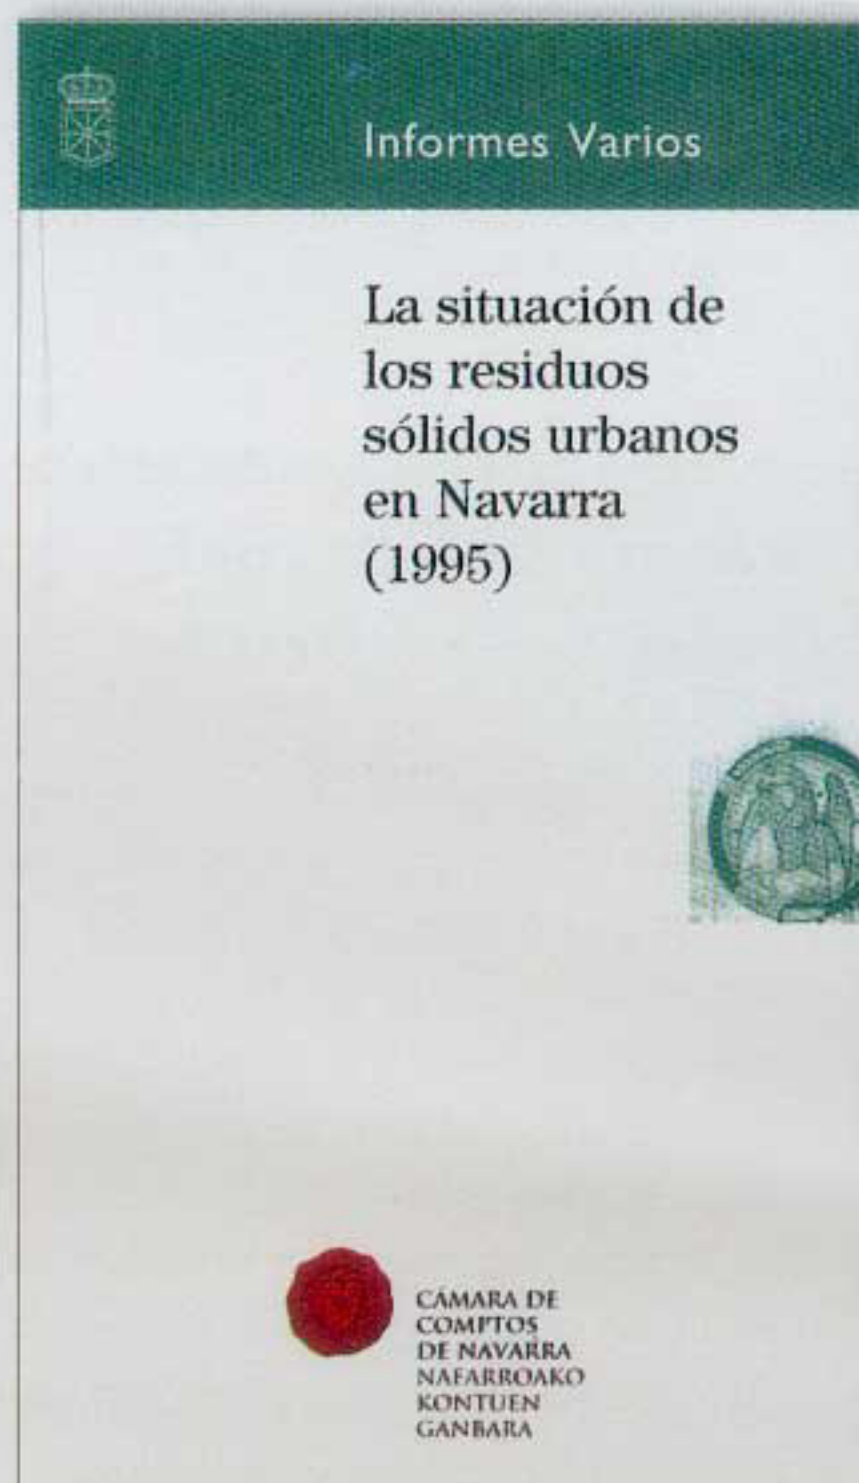 Informes Varios
La situación de
los residuos
sólidos urbanos
en Navarra
(1995)
CÁMARA DE
COMPTOS
DE NAVARRA
NAFARROAKO
KONTUEN
GANBARA